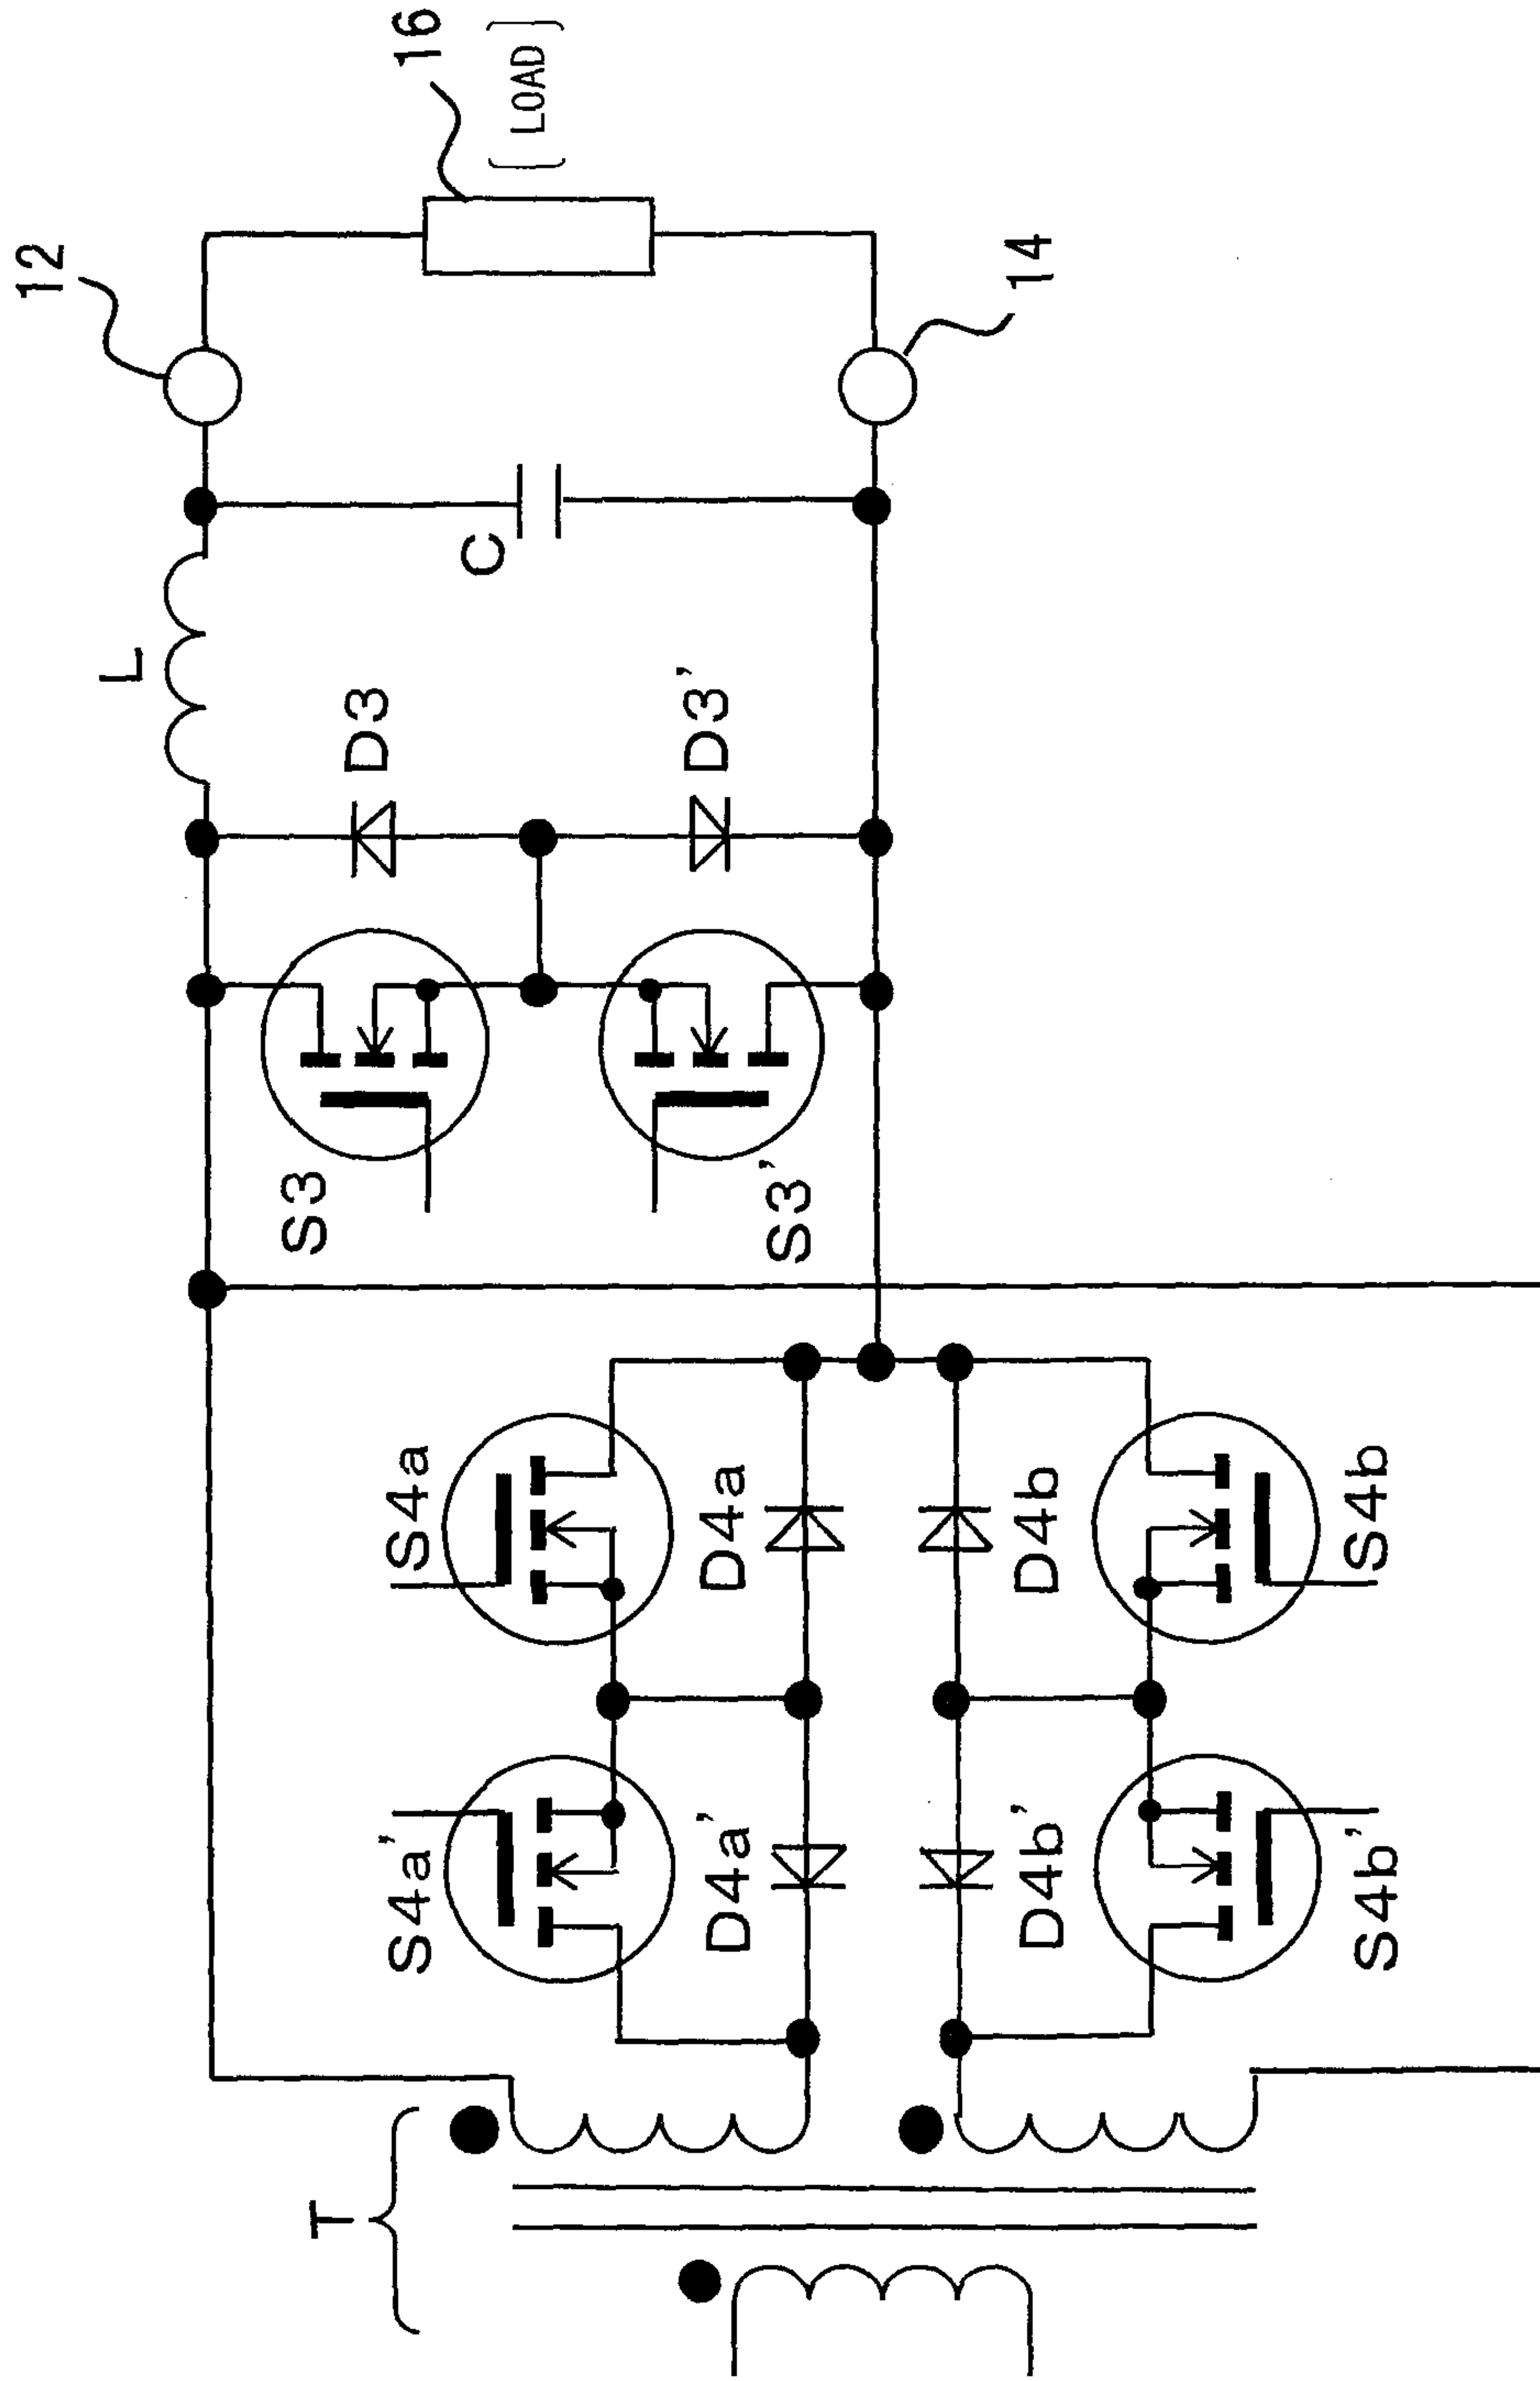 12
16
[ LOAD ]
14
L
C
D3
D3'
S3
S3'
S4a
D4a
D4b
S4b
S4a'
D4a'
D4b'
S4b'
T